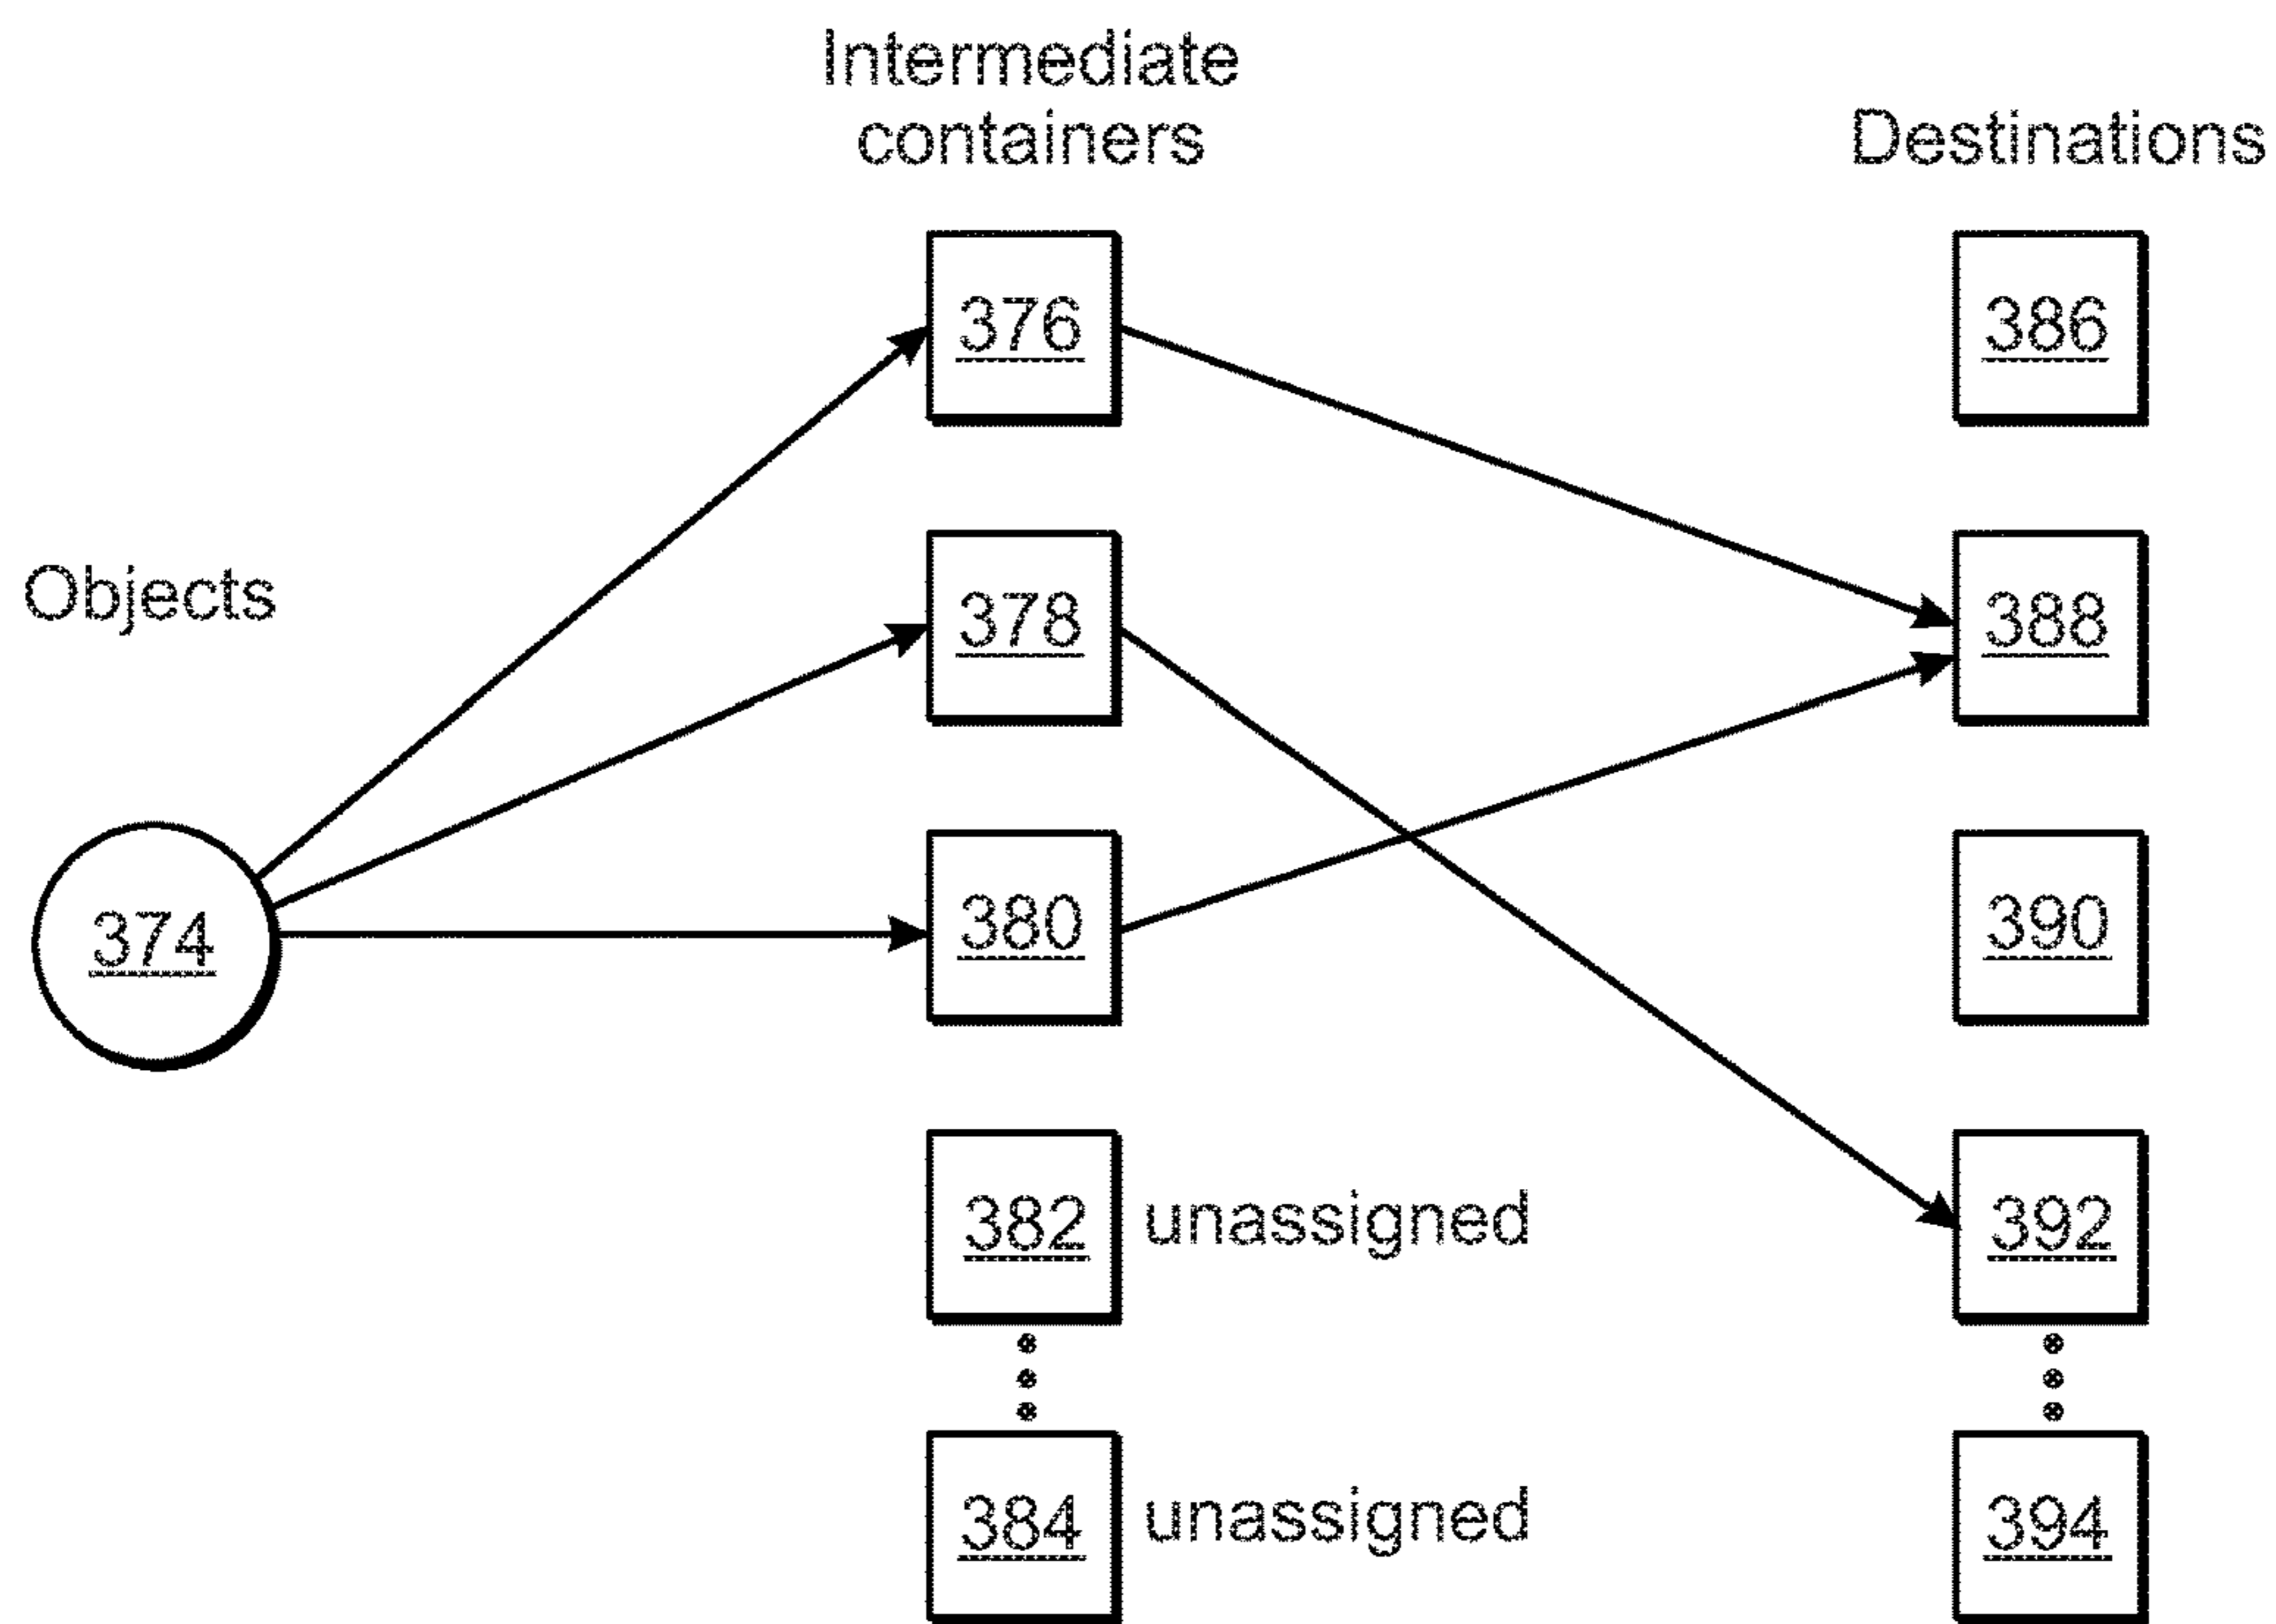 Intermediate
containers
Destinations
376
386
Objects
378
388
374
380
390
382 unassigned
392
384 unassigned
394